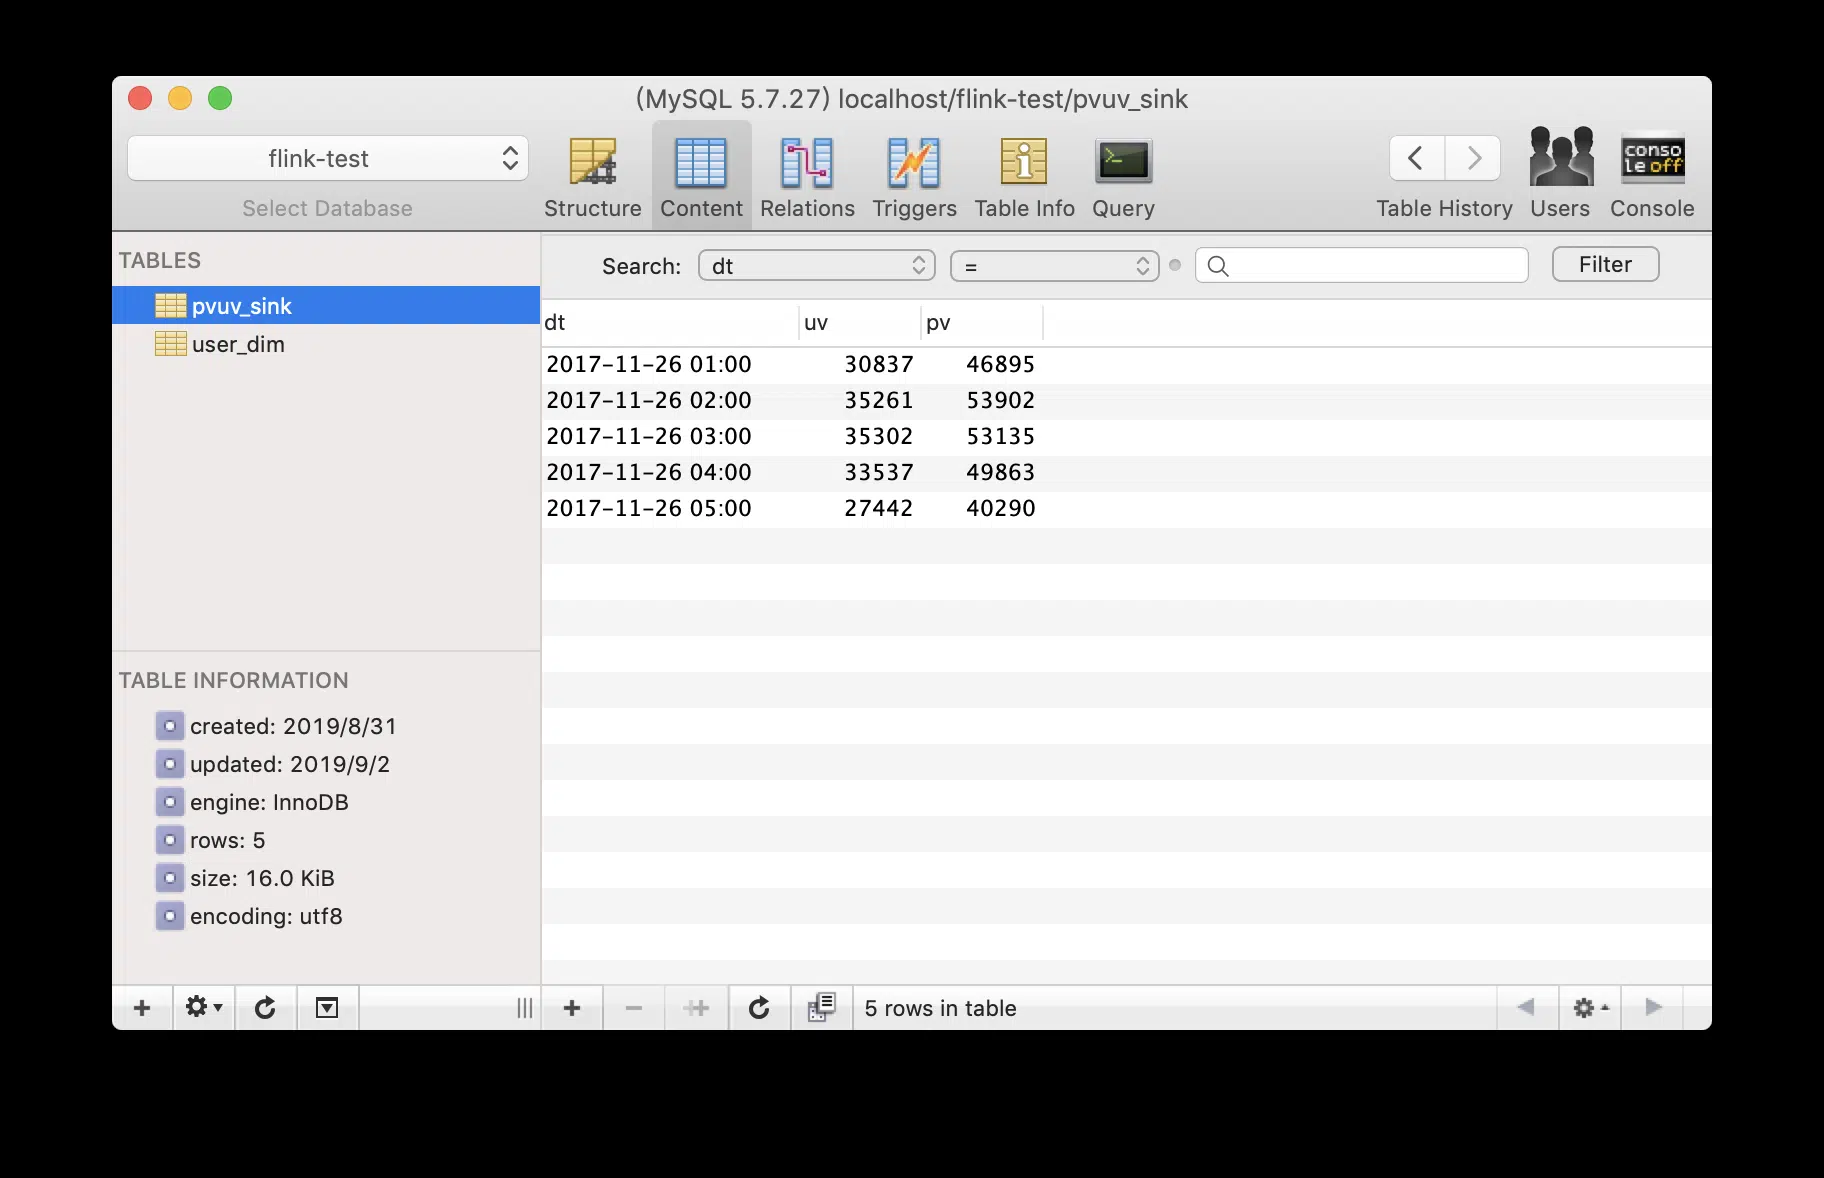 (MySQL 5.7.27) localhost/flink-test/pvuv_sink
flink-test
Select Database
Structure
Content
Relations
Triggers
Table Info
Query
Table History
Users
conso
le off
Console
TABLES
pvuv_sink
user_dim
Search: dt = Filter
dt uv pv
2017-11-26 01:00 30837 46895
2017-11-26 02:00 35261 53902
2017-11-26 03:00 35302 53135
2017-11-26 04:00 33537 49863
2017-11-26 05:00 27442 40290
TABLE INFORMATION
created: 2019/8/31
updated: 2019/9/2
engine: InnoDB
rows: 5
size: 16.0 KiB
encoding: utf8
5 rows in table